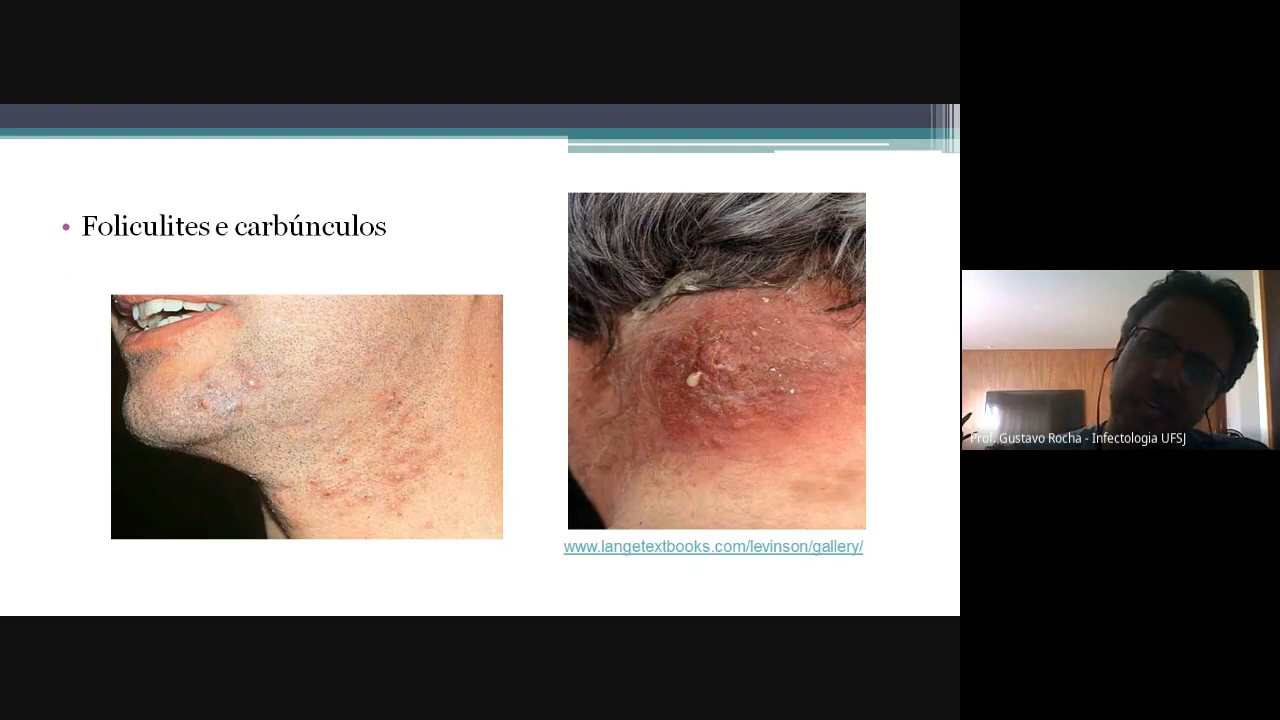 • Foliculites e carbúnculos
www.langetextbooks.com/levinson/gallery/
Prof. Gustavo Rocha - Infectologia UFSJ